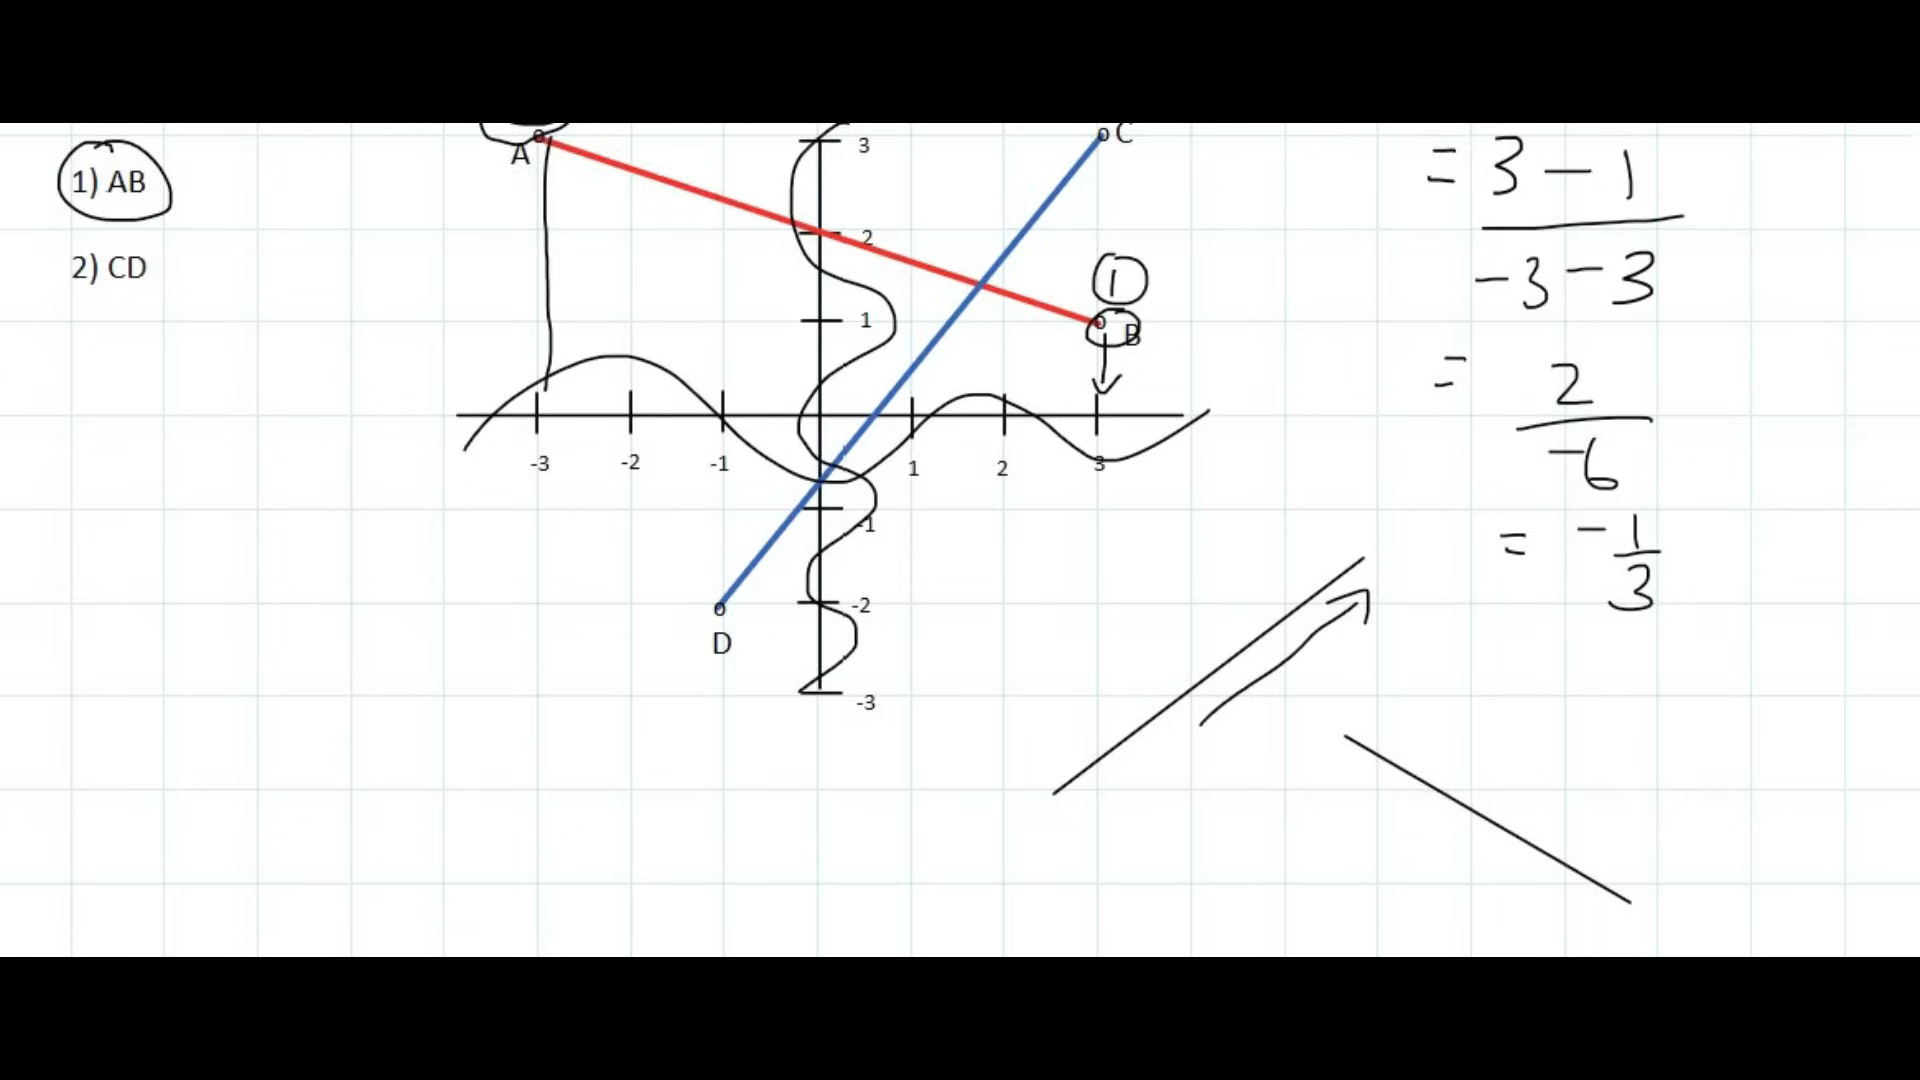 1) AB
2) CD
A
3
C
2
1
B
1
-3
-2
-1
1
2
3
-1
-2
D
-3
= 3 - 1
-3 - 3
= 2
-6
= - 1
3